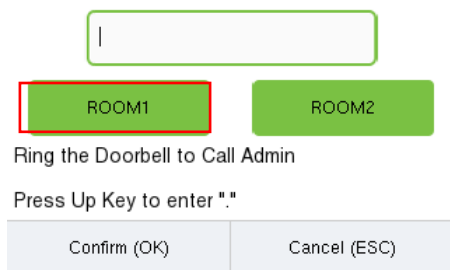 ROOM1 ROOM2
Ring the Doorbell to Call Admin
Press Up Key to enter "."
Confirm (OK) Cancel (ESC)